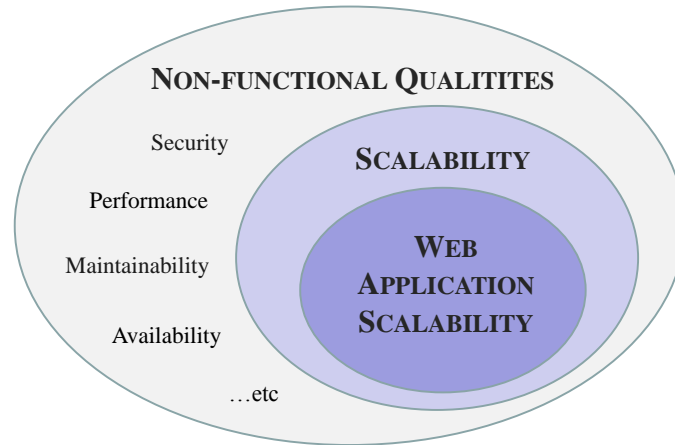 NON-FUNCTIONAL QUALITITES
Security
SCALABILITY
Performance
WEB
APPLICATION
SCALABILITY
Maintainability
Availability
…etc